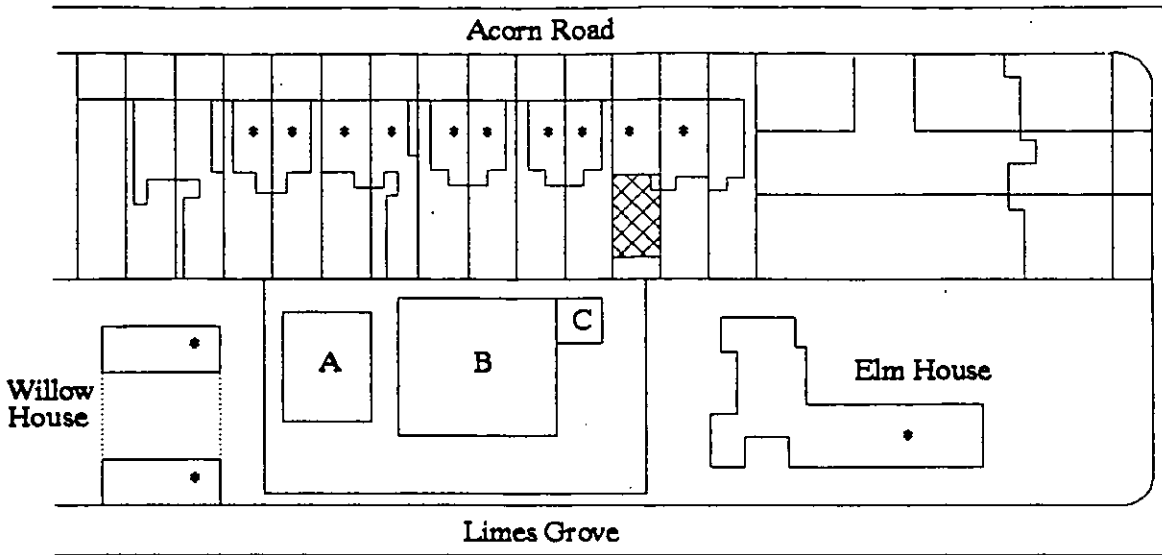 Acorn Road
* * * * * * * * * *
C
A
B
*
Willow
House
Elm House
*
*
Limes Grove